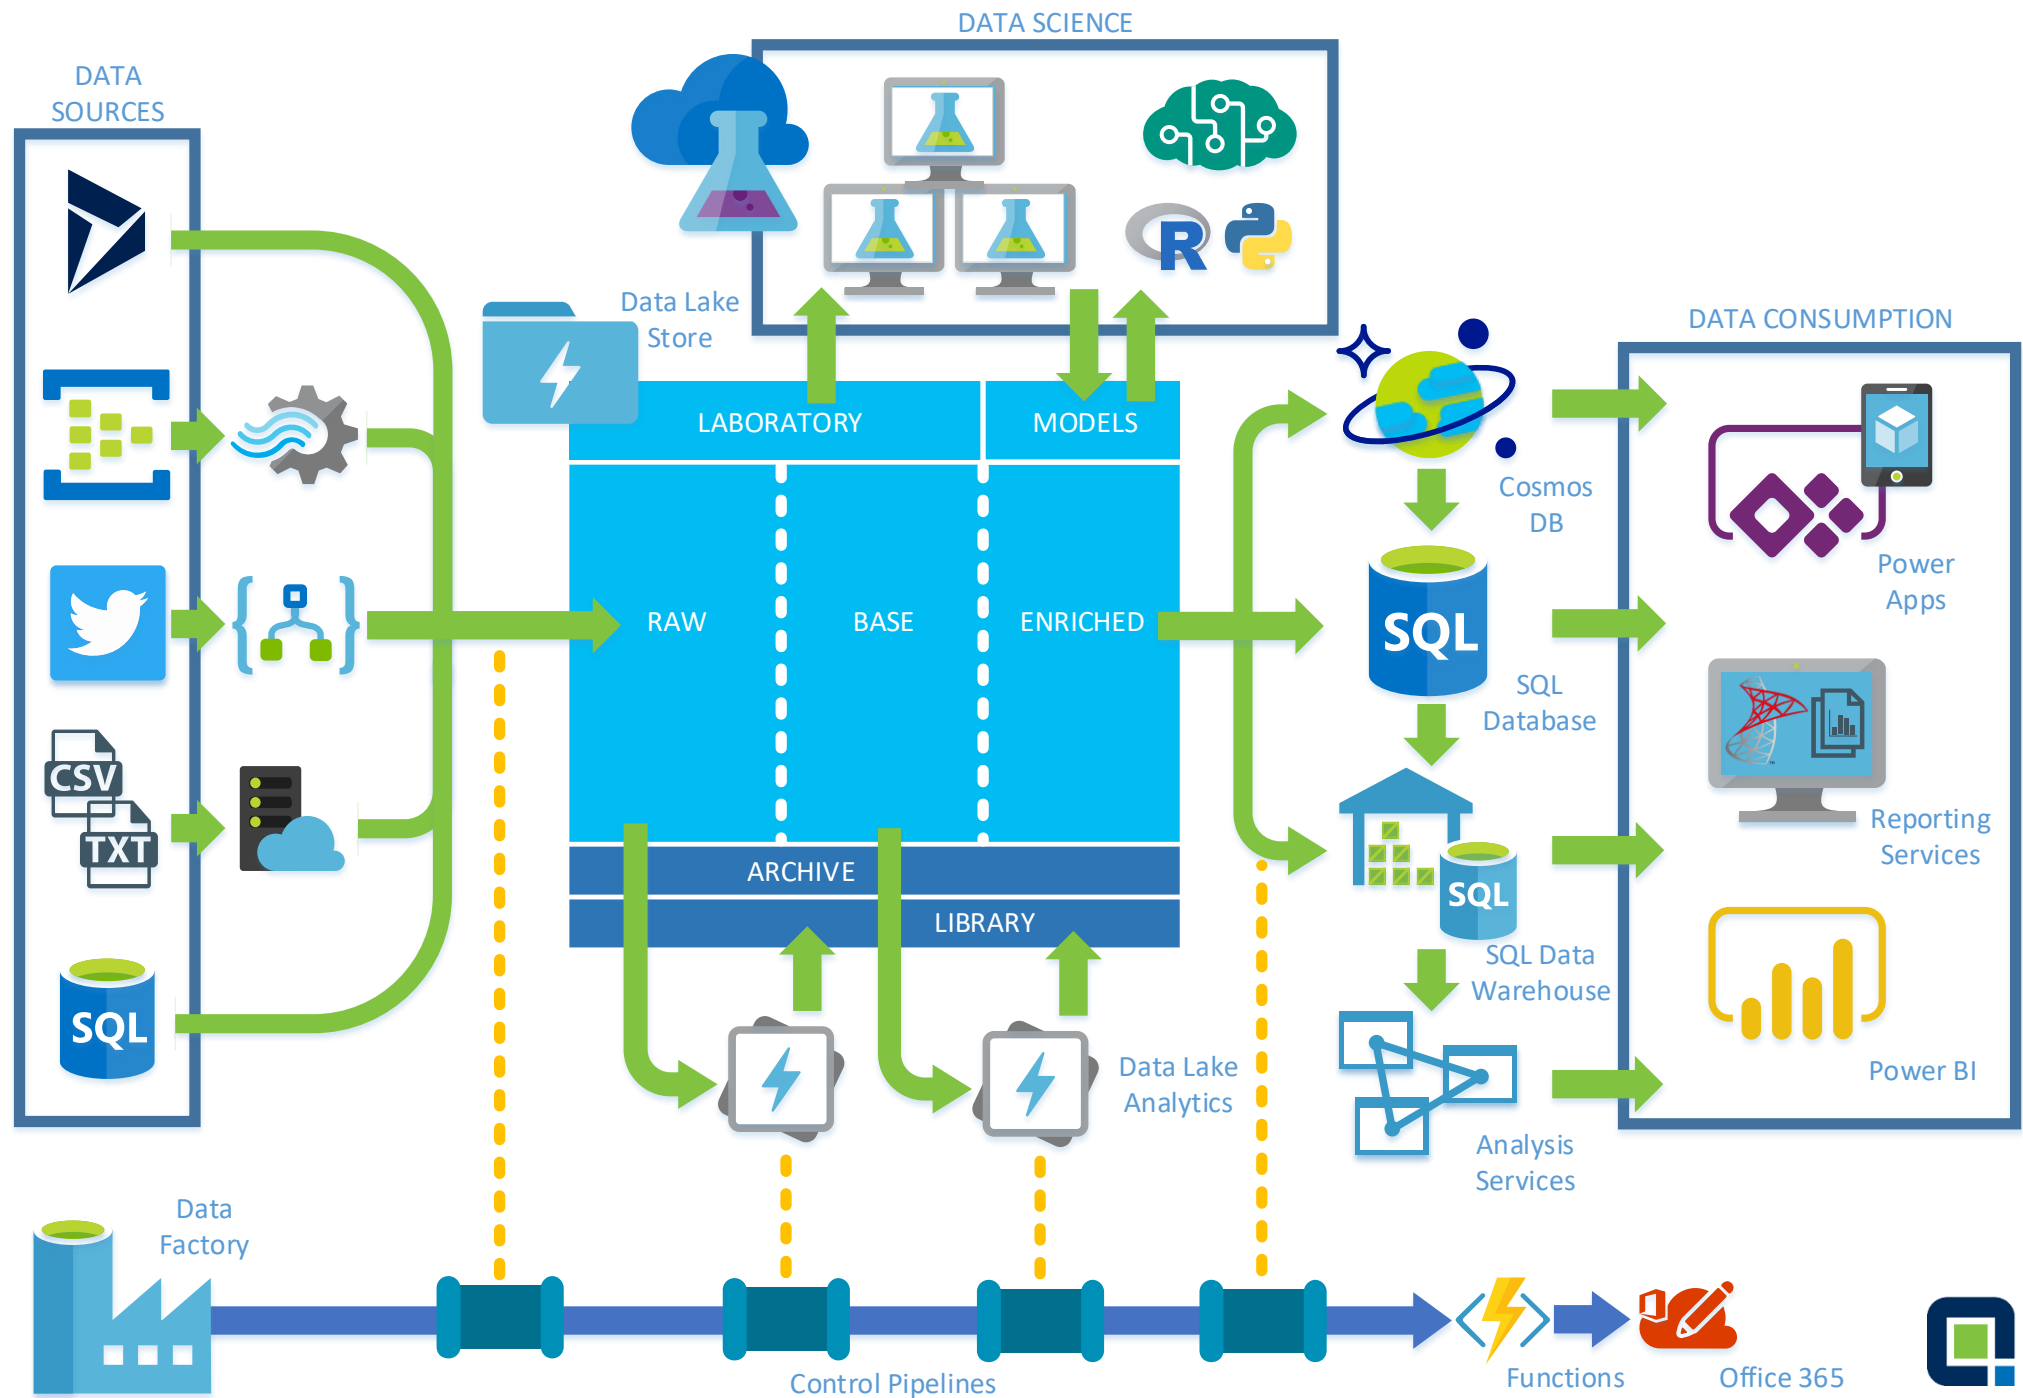 DATA SCIENCE
DATA
SOURCES
R
Data Lake
Store
DATA CONSUMPTION
LABORATORY
MODELS
Cosmos
DB
Power
Apps
RAW
BASE
ENRICHED
SQL
SQL
Database
CSV
TXT
Reporting
Services
ARCHIVE
LIBRARY
SQL
SQL Data
Warehouse
SQL
Data Lake
Analytics
Power BI
Analysis
Services
Data
Factory
Control Pipelines
Functions
Office 365